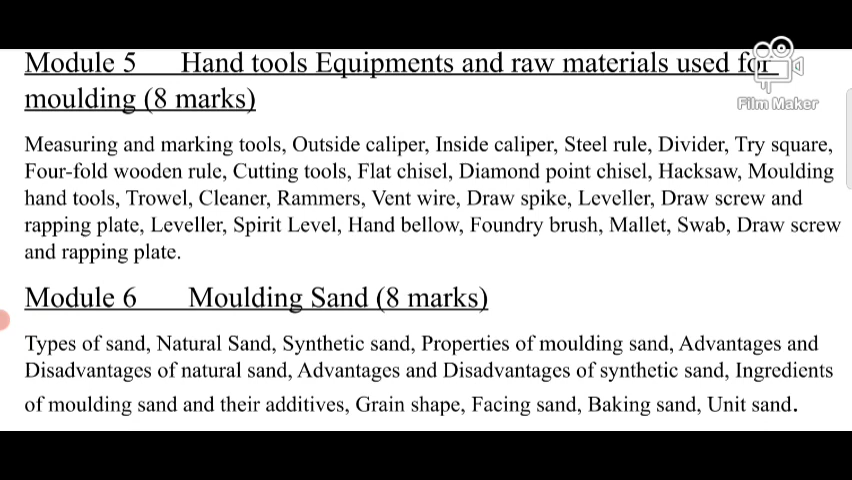 Module 5 Hand tools Equipments and raw materials used for
moulding (8 marks)
Film Maker
Measuring and marking tools, Outside caliper, Inside caliper, Steel rule, Divider, Try square,
Four-fold wooden rule, Cutting tools, Flat chisel, Diamond point chisel, Hacksaw, Moulding
hand tools, Trowel, Cleaner, Rammers, Vent wire, Draw spike, Leveller, Draw screw and
rapping plate, Leveller, Spirit Level, Hand bellow, Foundry brush, Mallet, Swab, Draw screw
and rapping plate.
Module 6 Moulding Sand (8 marks)
Types of sand, Natural Sand, Synthetic sand, Properties of moulding sand, Advantages and
Disadvantages of natural sand, Advantages and Disadvantages of synthetic sand, Ingredients
of moulding sand and their additives, Grain shape, Facing sand, Baking sand, Unit sand.